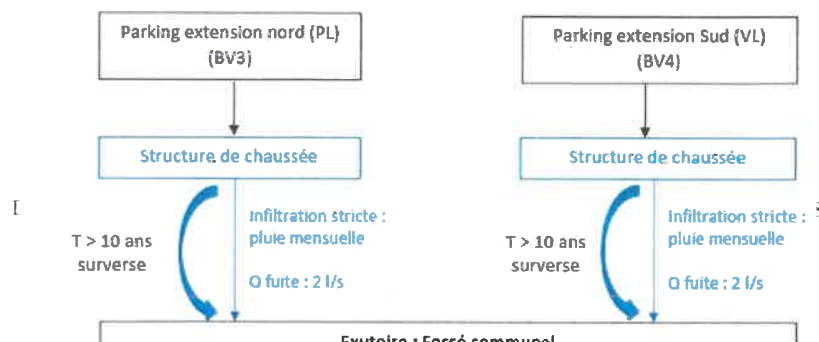 Parking extension nord (PL)
(BV3)
Parking extension Sud (VL)
(BV4)
Structure de chaussée
Structure de chaussée
T > 10 ans
surverse
Infiltration stricte :
pluie mensuelle
Q fuite : 2 l/s
T > 10 ans
surverse
Infiltration stricte :
pluie mensuelle
Q fuite : 2 l/s
Exutoire : Fossé communal